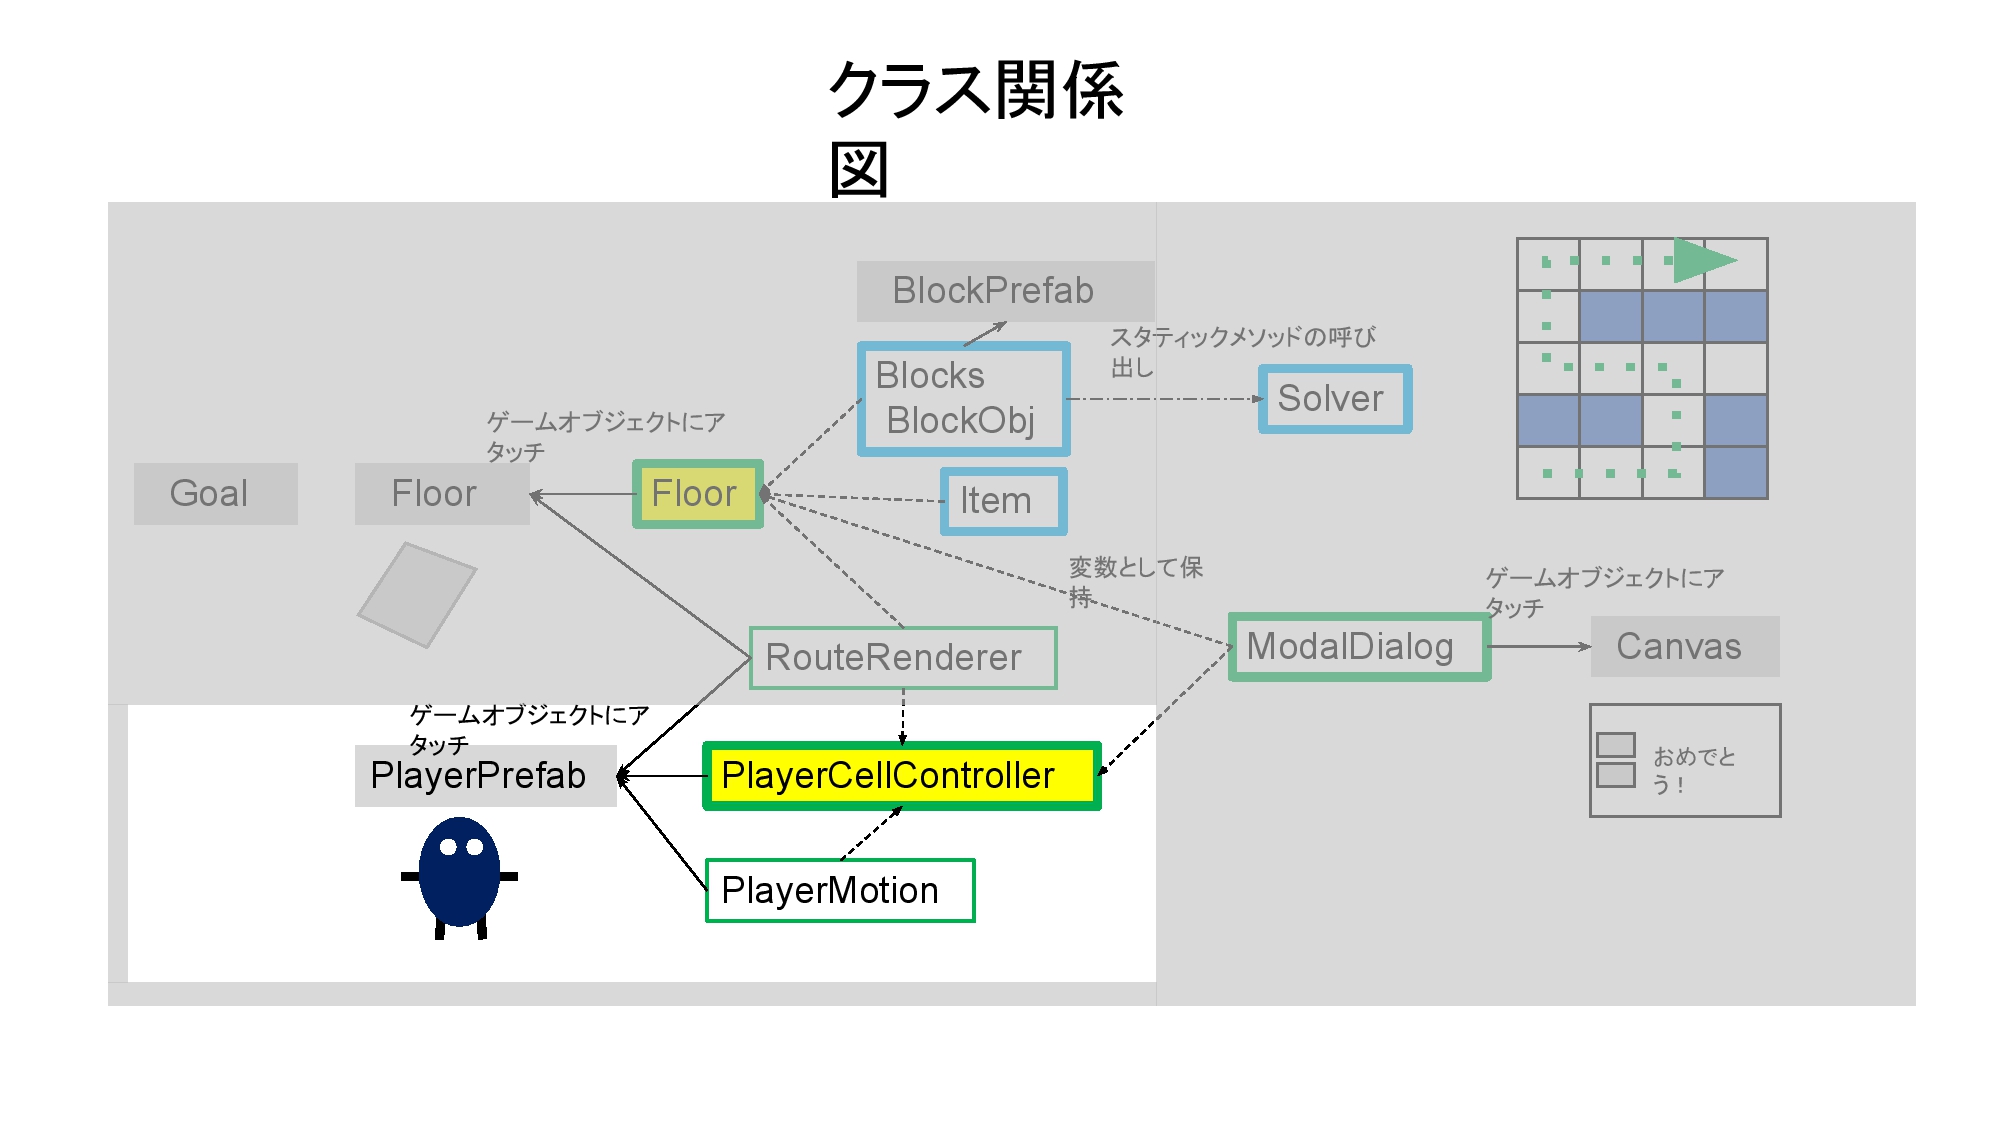 クラス関係
図
BlockPrefab
スタティックメソッドの呼び
出し
Blocks
BlockObj
Solver
ゲームオブジェクトにア
タッチ
Goal
Floor
Floor
Item
変数として保
持
ゲームオブジェクトにア
タッチ
RouteRenderer
ModalDialog
Canvas
ゲームオブジェクトにア
タッチ
PlayerPrefab
PlayerCellController
おめでと
う！
PlayerMotion